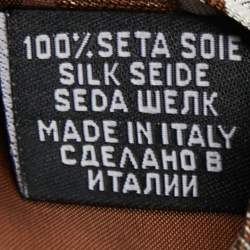 100% SETA SOIE
SILK SEIDE
SEDA ШЕЛК
MADE IN ITALY
СДЕЛАНО В
ИТАЛИИ